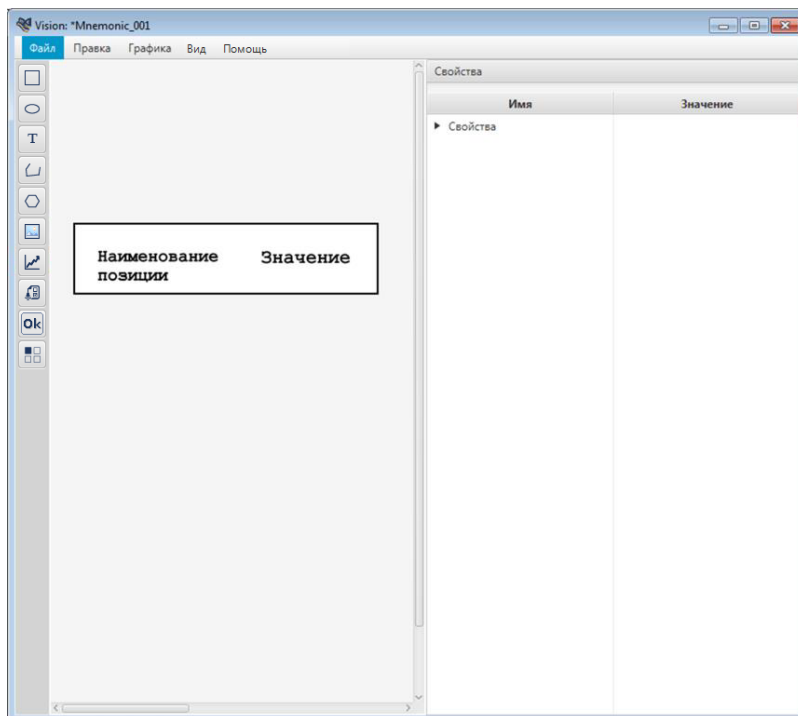 Vision: *Mnemonic_001
Файл Правка Графика Вид Помощь
Свойства
Имя Значение
Свойства
T
Наименование Значение
позиции
Ok